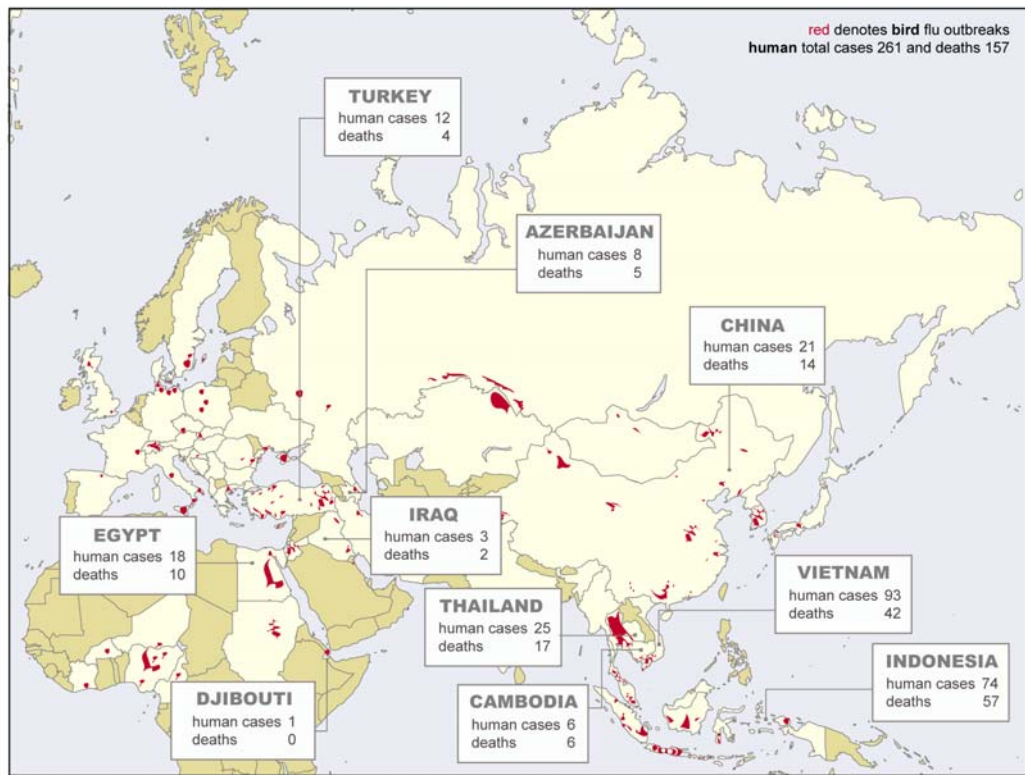 red denotes bird flu outbreaks
human total cases 261 and deaths 157
TURKEY
human cases 12
deaths 4
AZERBAIJAN
human cases 8
deaths 5
CHINA
human cases 21
deaths 14
IRAQ
human cases 3
deaths 2
EGYPT
human cases 18
deaths 10
VIETNAM
human cases 93
deaths 42
THAILAND
human cases 25
deaths 17
INDONESIA
human cases 74
deaths 57
DJIBOUTI
human cases 1
deaths 0
CAMBODIA
human cases 6
deaths 6